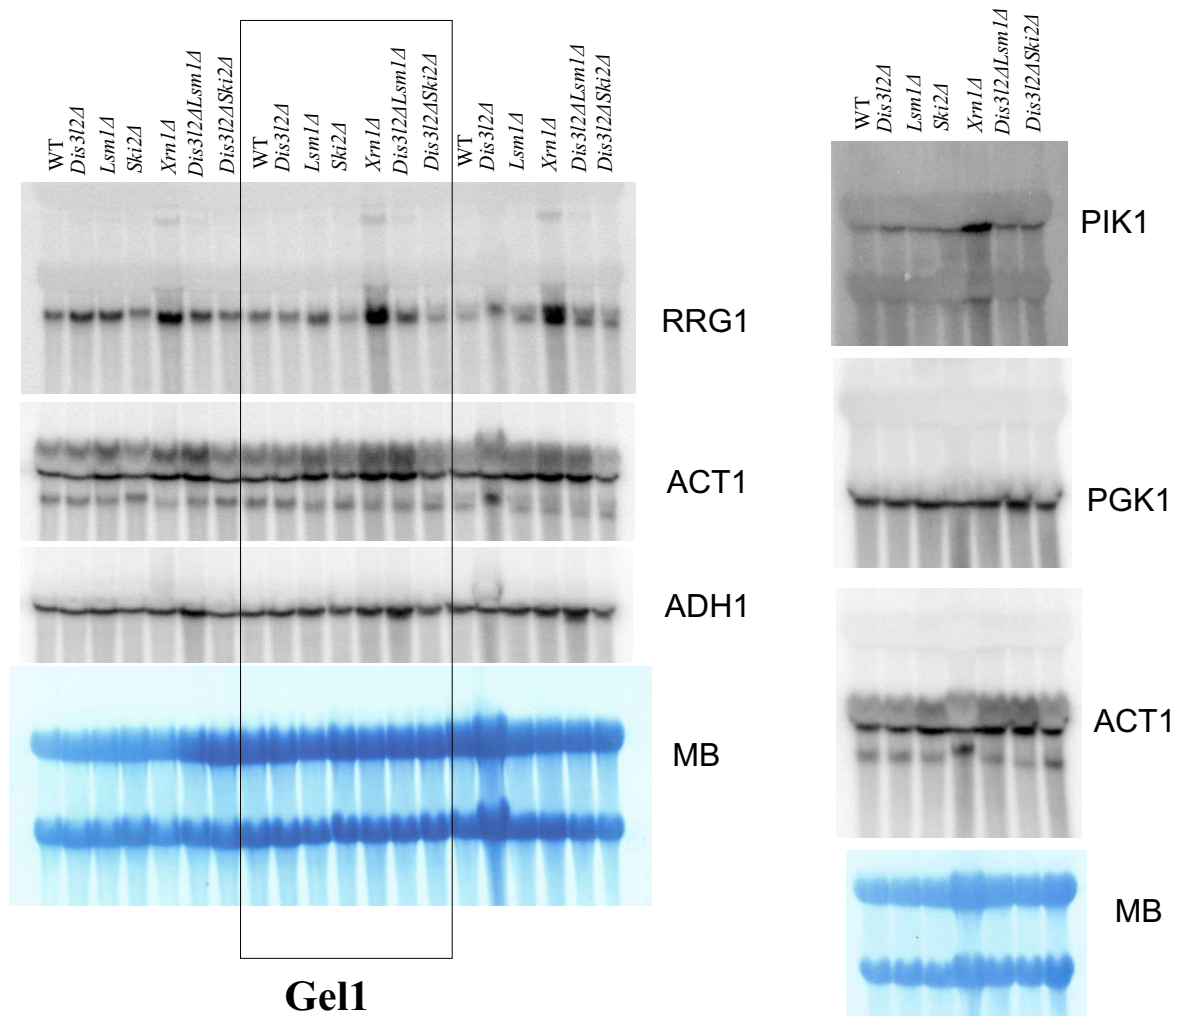 WT Dis3l2Δ Lsm1Δ Ski2Δ Xrn1Δ Dis3l2ΔLsm1Δ Dis3l2ΔSki2Δ WT Dis3l2Δ Lsm1Δ Ski2Δ Xrn1Δ Dis3l2ΔLsm1Δ Dis3l2ΔSki2Δ WT Dis3l2Δ Lsm1Δ Xrn1Δ Dis3l2ΔLsm1Δ Dis3l2ΔSki2Δ
RRG1
ACT1
ADH1
MB
Gel1
WT Dis3l2Δ Lsm1Δ Ski2Δ Xrn1Δ Dis3l2ΔLsm1Δ Dis3l2ΔSki2Δ
PIK1
PGK1
ACT1
MB